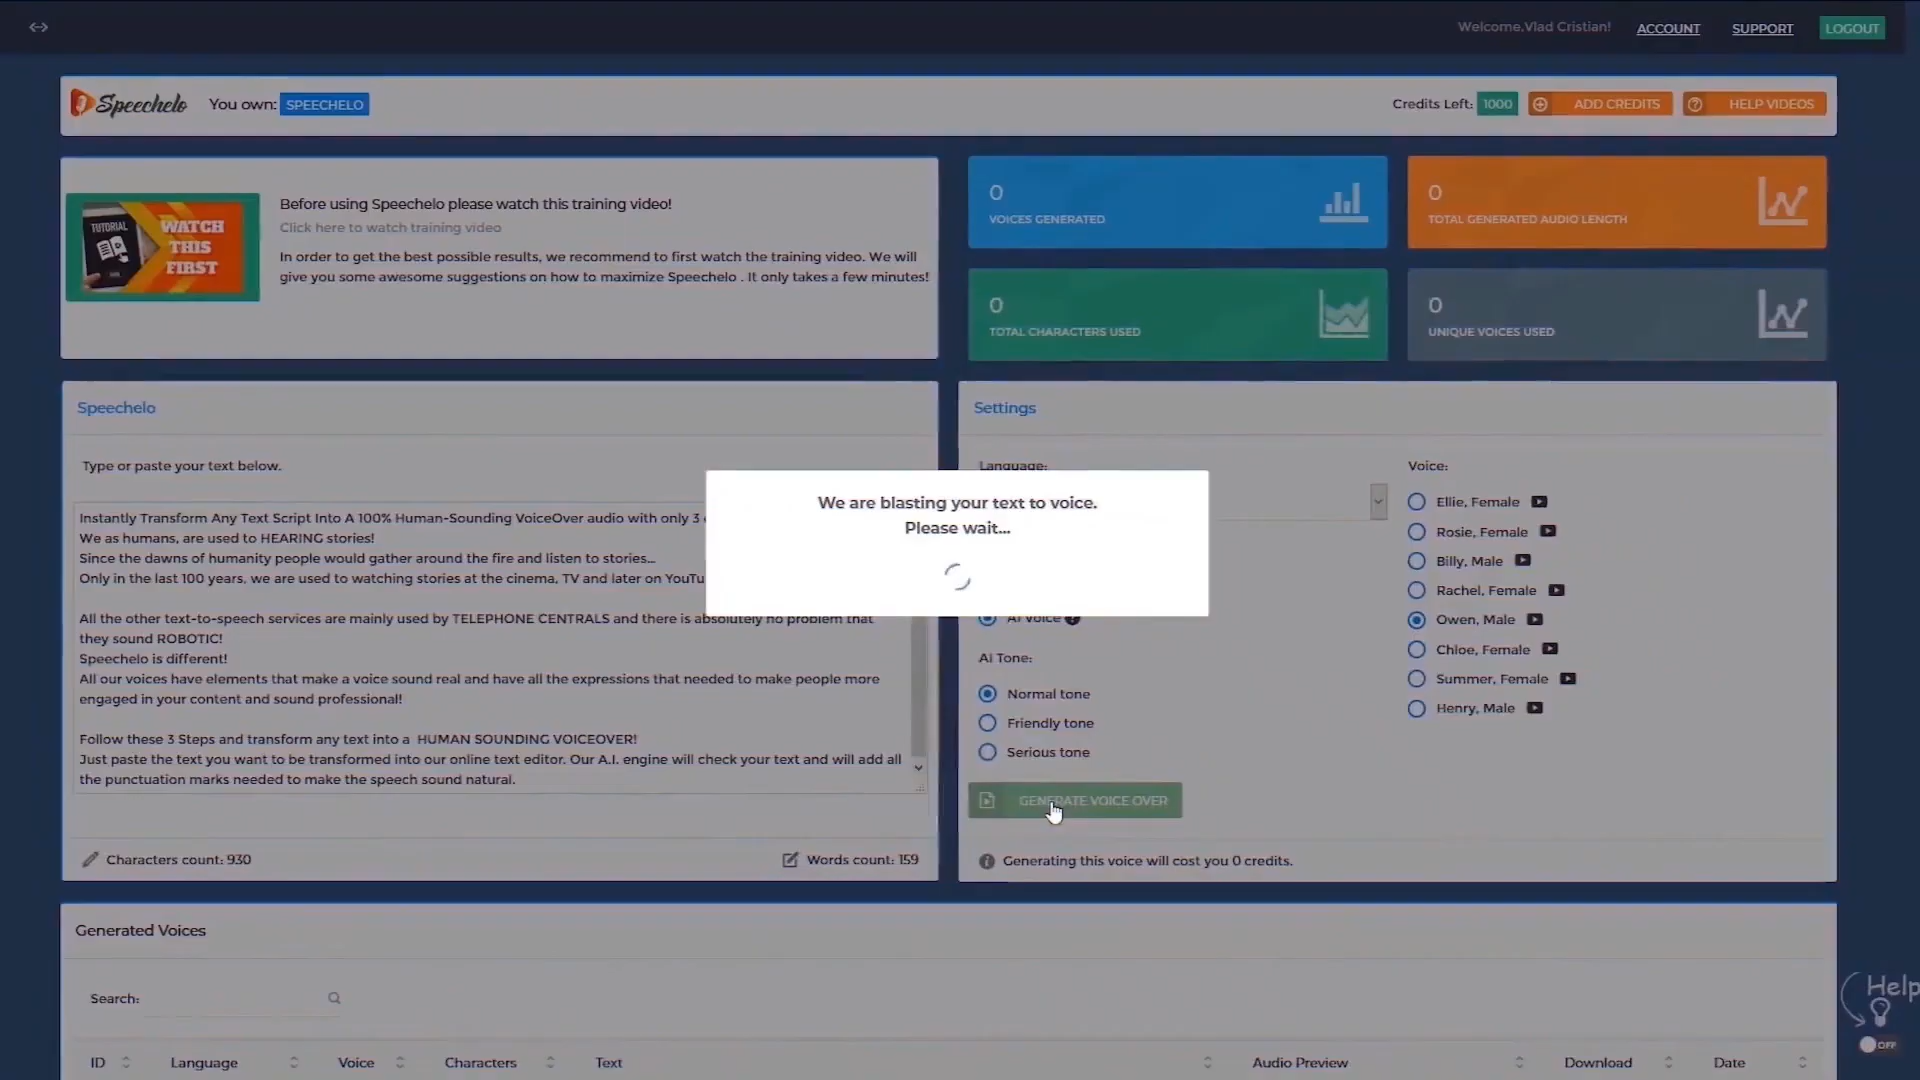 Welcome,Vlad Cristian!
ACCOUNT
SUPPORT
LOGOUT
Speechelo
You own: SPEECHELO
Credits Left: 1000
ADD CREDITS
HELP VIDEOS
TUTORIAL
WATCH
THIS
FIRST
Before using Speechelo please watch this training video!
Click here to watch training video
In order to get the best possible results, we recommend to first watch the training video. We will
give you some awesome suggestions on how to maximize Speechelo . It only takes a few minutes!
0
VOICES GENERATED
0
TOTAL GENERATED AUDIO LENGTH
0
TOTAL CHARACTERS USED
0
UNIQUE VOICES USED
Speechelo
Type or paste your text below.
Instantly Transform Any Text Script Into A 100% Human-Sounding VoiceOver audio with only 3
We as humans, are used to HEARING stories!
Since the dawns of humanity people would gather around the fire and listen to stories...
Only in the last 100 years, we are used to watching stories at the cinema, TV and later on YouTu
All the other text-to-speech services are mainly used by TELEPHONE CENTRALS and there is absolutely no problem that
they sound ROBOTIC!
Speechelo is different!
All our voices have elements that make a voice sound real and have all the expressions that needed to make people more
engaged in your content and sound professional!
Follow these 3 Steps and transform any text into a HUMAN SOUNDING VOICEOVER!
Just paste the text you want to be transformed into our online text editor. Our A.I. engine will check your text and will add all
the punctuation marks needed to make the speech sound natural.
Characters count: 930
Words count: 159
We are blasting your text to voice.
Please wait...
Settings
Language:
AI Voice
Ai Tone:
Normal tone
Friendly tone
Serious tone
Voice:
Ellie, Female
Rosie, Female
Billy, Male
Rachel, Female
Owen, Male
Chloe, Female
Summer, Female
Henry, Male
GENERATE VOICE OVER
Generating this voice will cost you 0 credits.
Generated Voices
Search:
ID
Language
Voice
Characters
Text
Audio Preview
Download
Date
Help
OFF